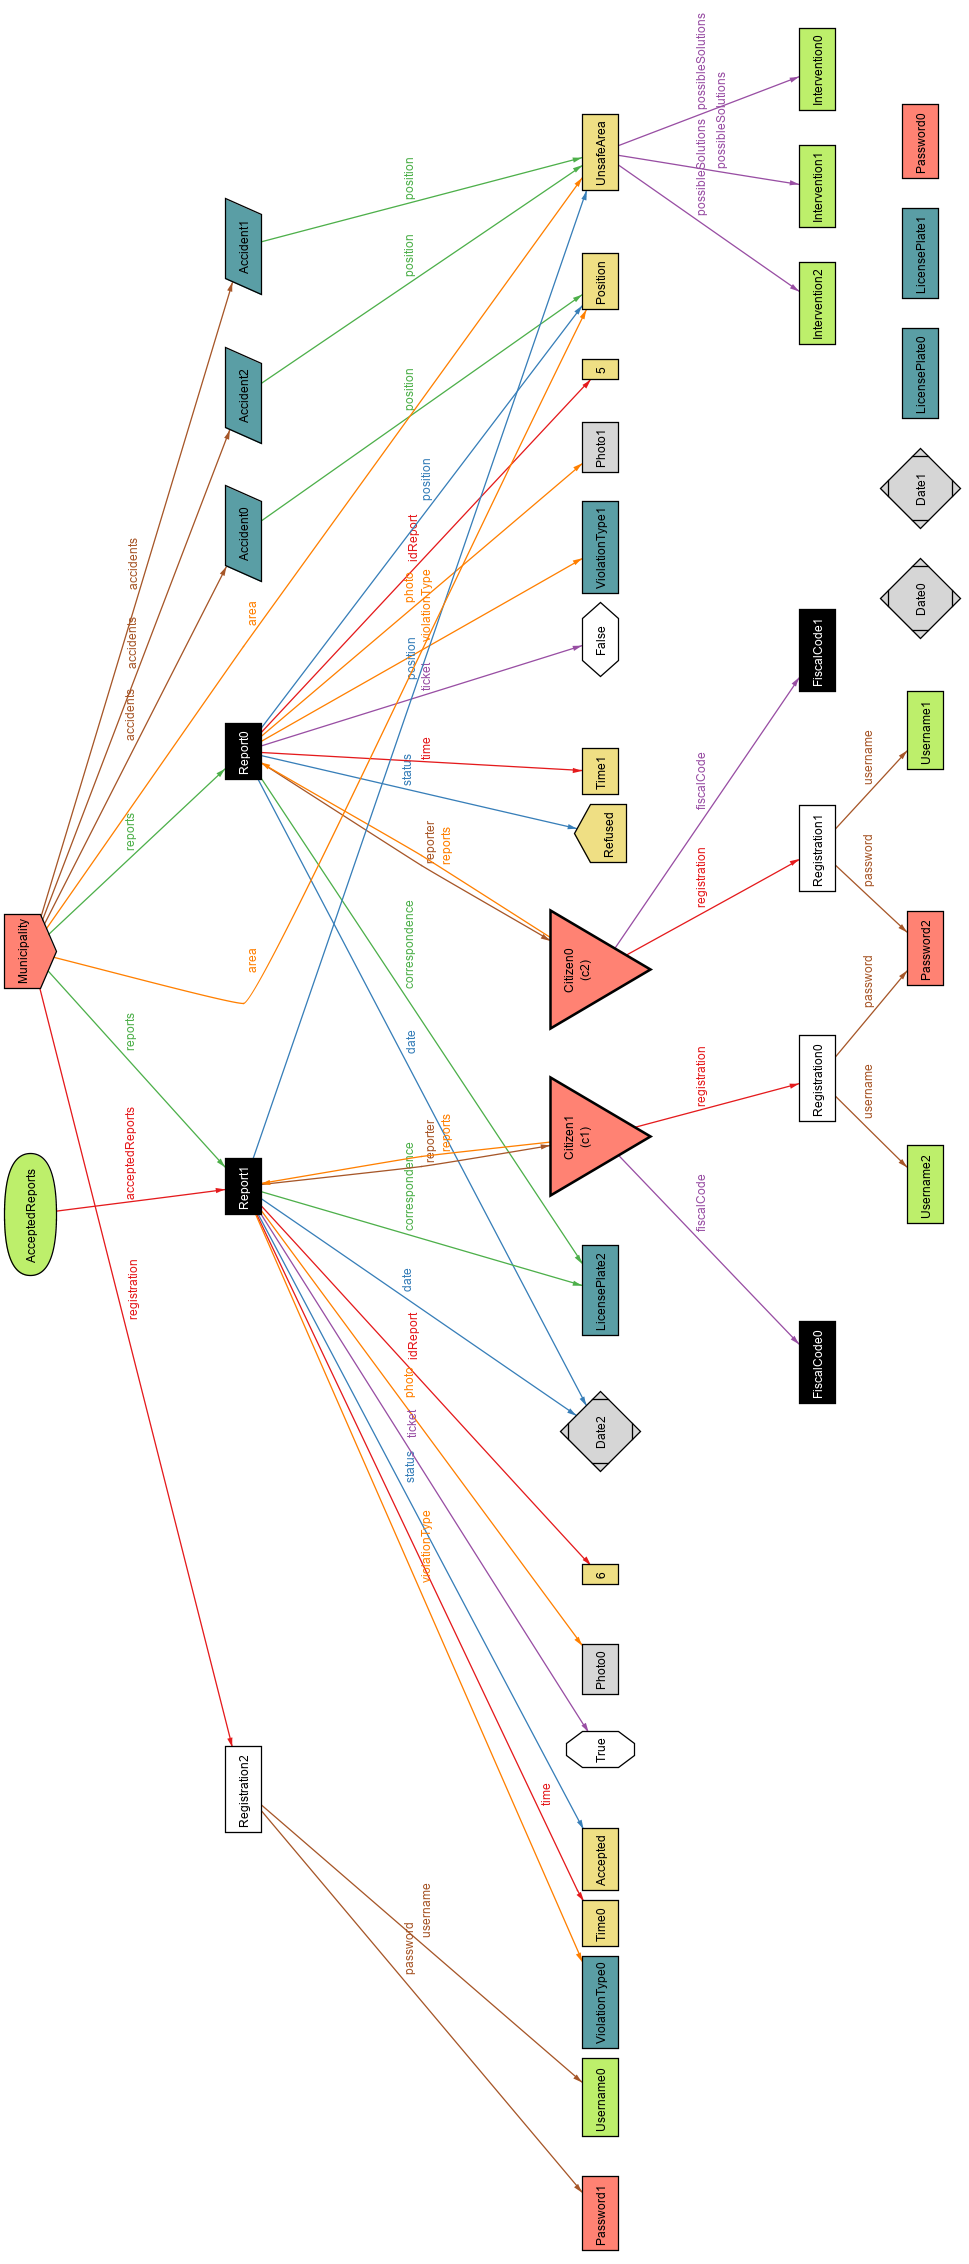 Municipality
AcceptedReports
accidents
accidents
accidents
area
reports
area
reports
acceptedReports
registration
Accident1
Accident2
Accident0
Report0
Report1
Registration2
position
position
position
position
idReport
photo
violationType
position
ticket
time
status
reporter
reports
correspondence
date
reporter
reports
correspondence
date
idReport
photo
ticket
status
violationType
time
username
password
UnsafeArea
Position
5
Photo1
ViolationType1
False
Time1
Refused
Citizen0
(c2)
Citizen1
(c1)
LicensePlate2
Date2
6
Photo0
True
Accepted
Time0
ViolationType0
Username0
Password1
possibleSolutions
possibleSolutions
possibleSolutions
fiscalCode
registration
registration
fiscalCode
Intervention0
Intervention1
Intervention2
FiscalCode1
Registration1
Registration0
FiscalCode0
username
password
password
username
Password0
LicensePlate1
LicensePlate0
Date1
Date0
Username1
Password2
Username2